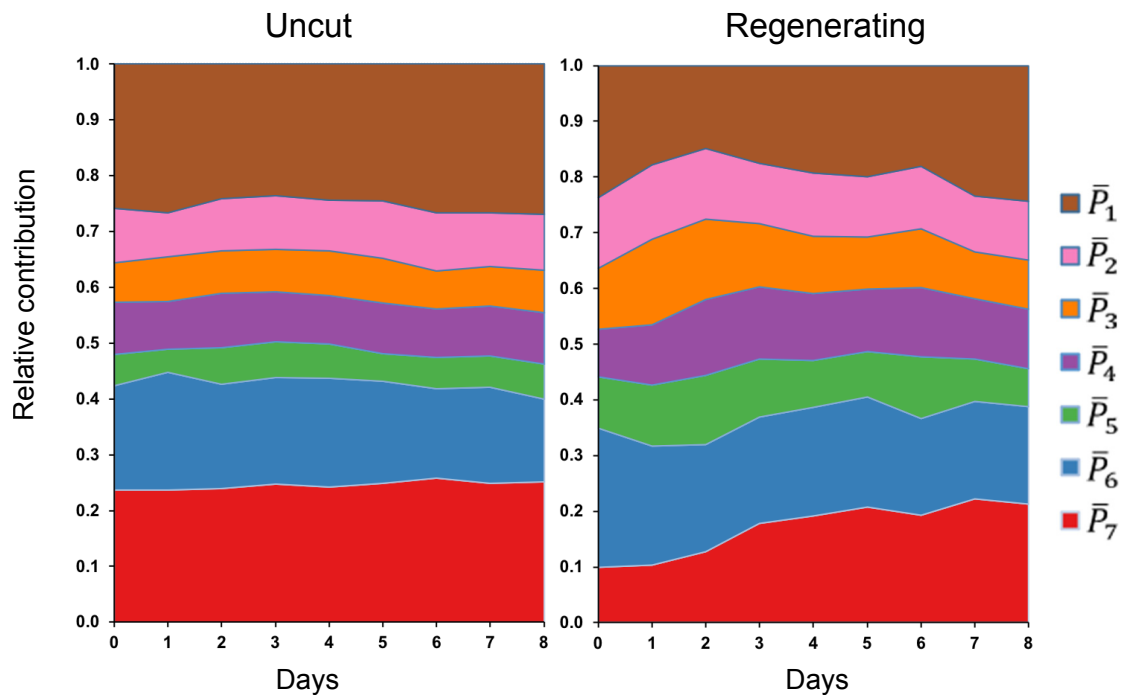 Uncut
Regenerating
Relative contribution
1.0
0.9
0.8
0.7
0.6
0.5
0.4
0.3
0.2
0.1
0.0
0 1 2 3 4 5 6 7 8
Days
1.0
0.9
0.8
0.7
0.6
0.5
0.4
0.3
0.2
0.1
0.0
0 1 2 3 4 5 6 7 8
Days
P̅₁
P̅₂
P̅₃
P̅₄
P̅₅
P̅₆
P̅₇